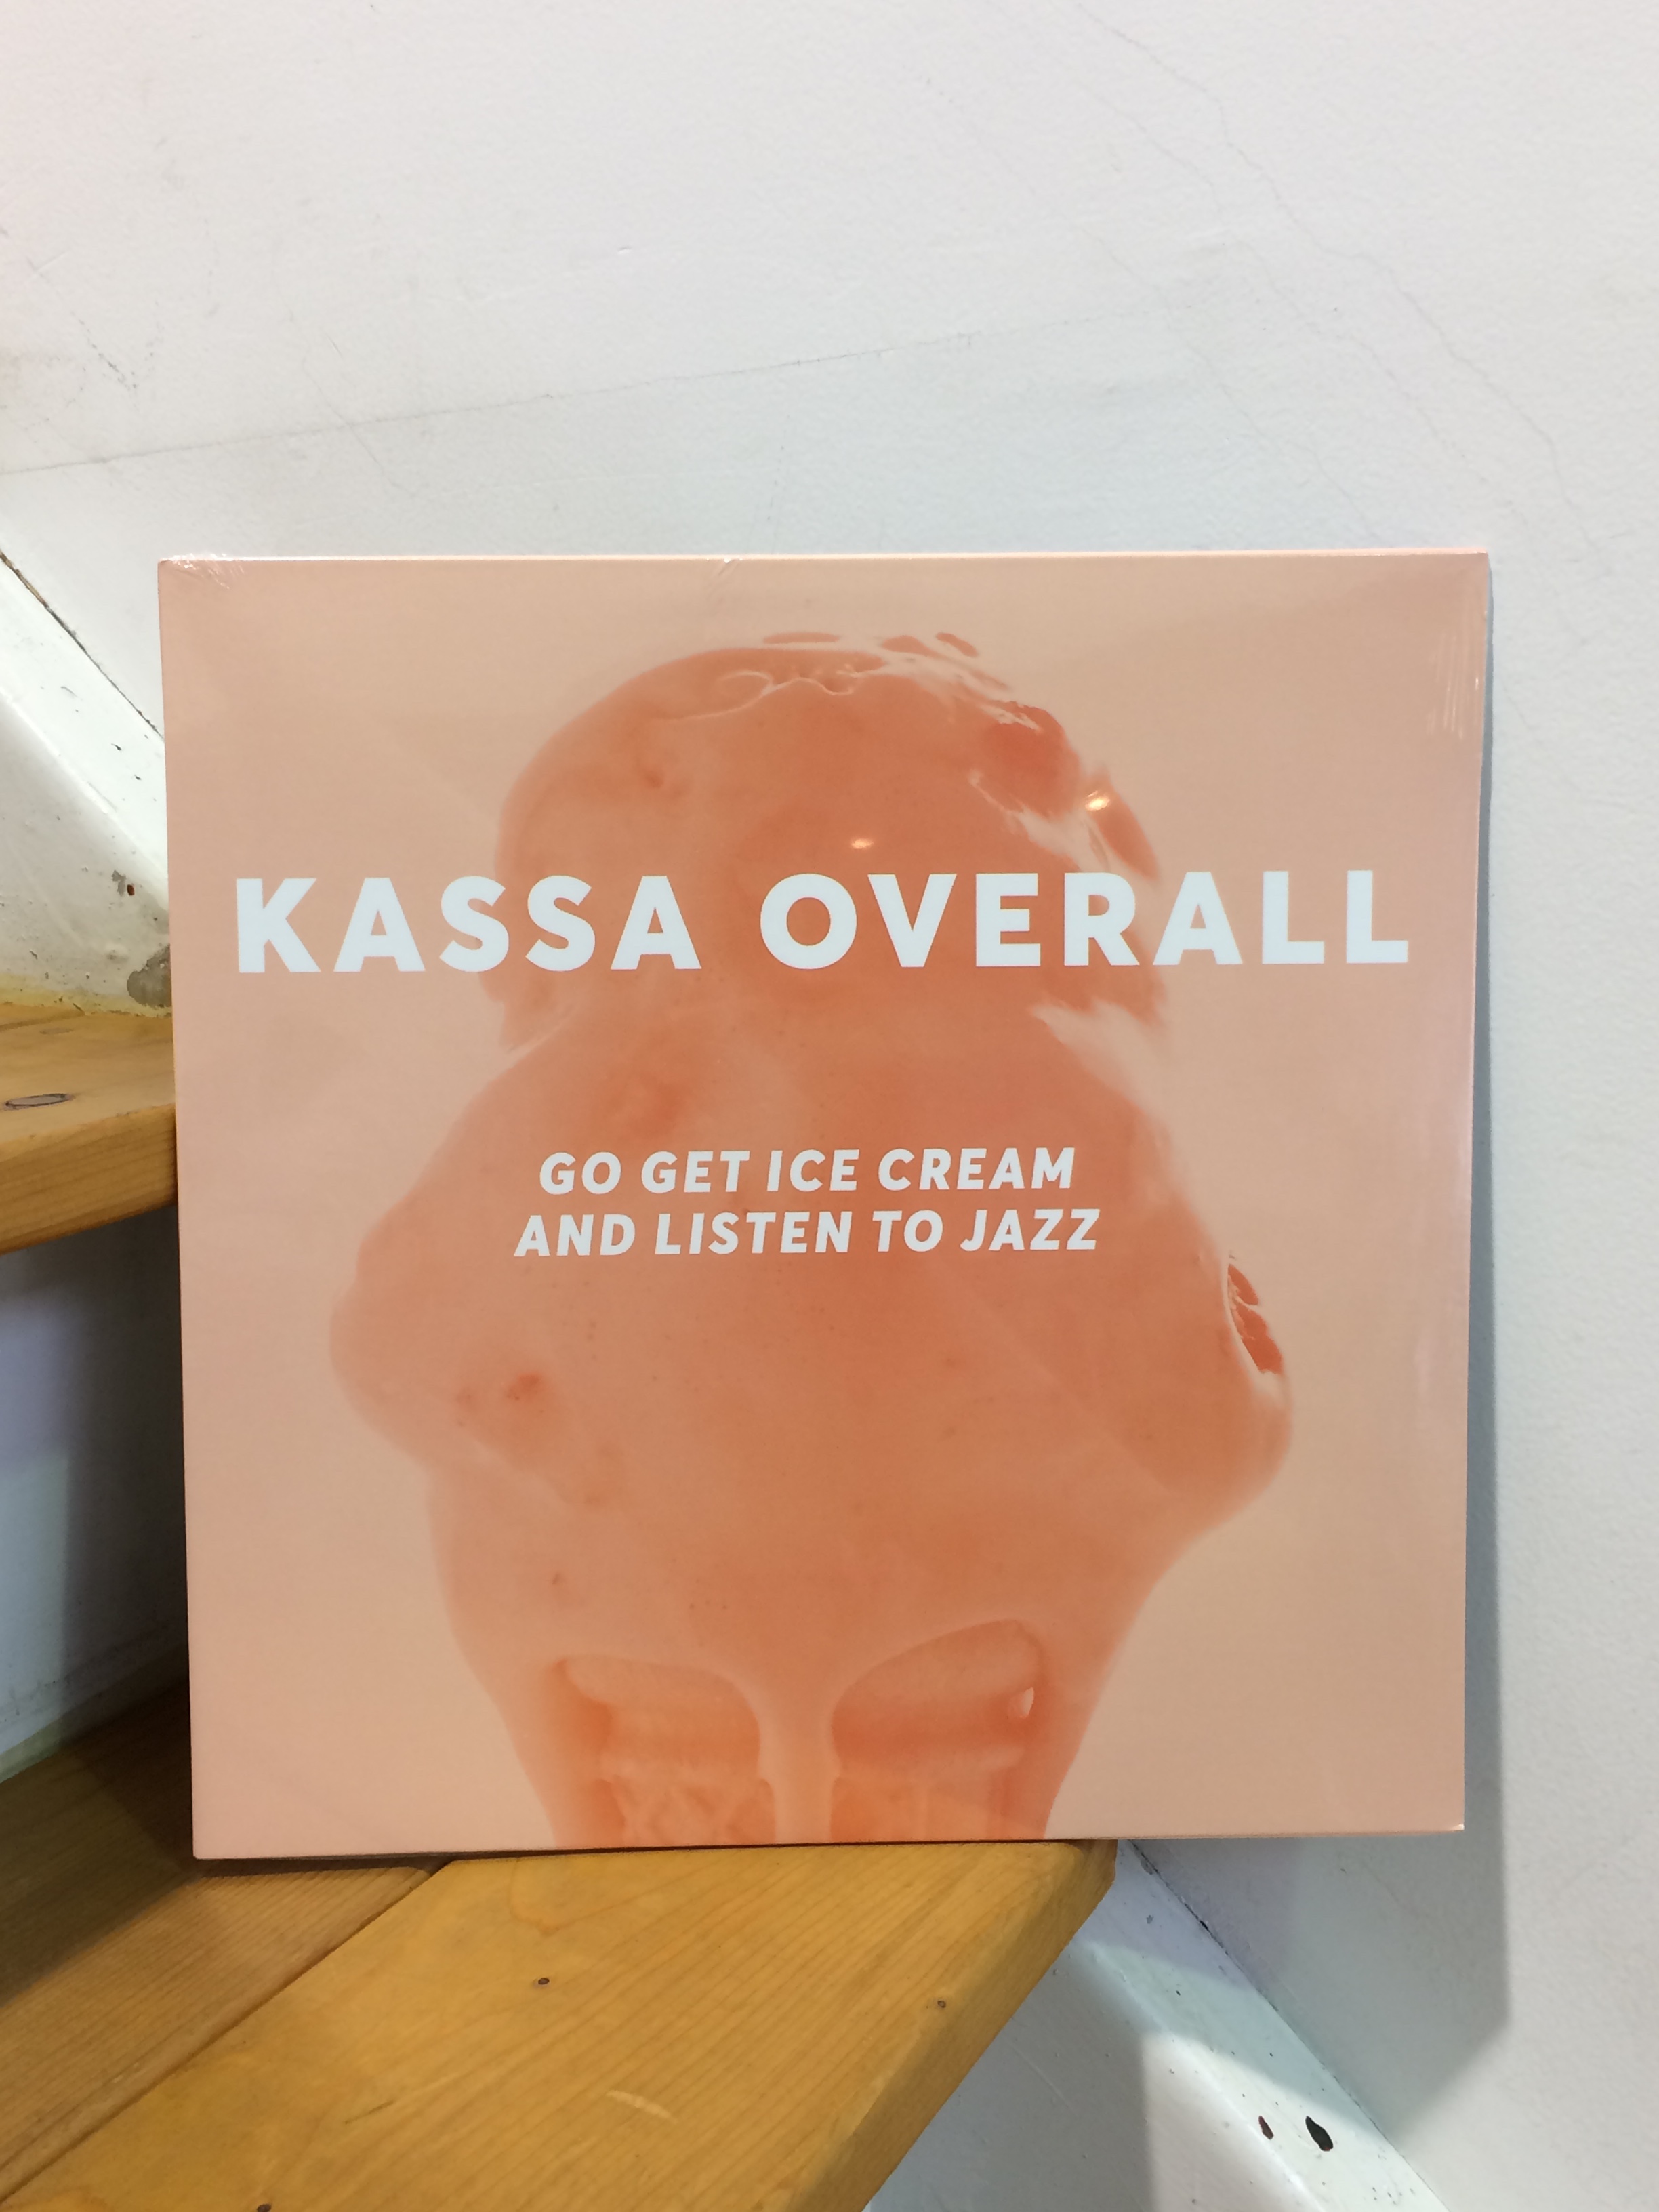 KASSA OVERALL
GO GET ICE CREAM
AND LISTEN TO JAZZ